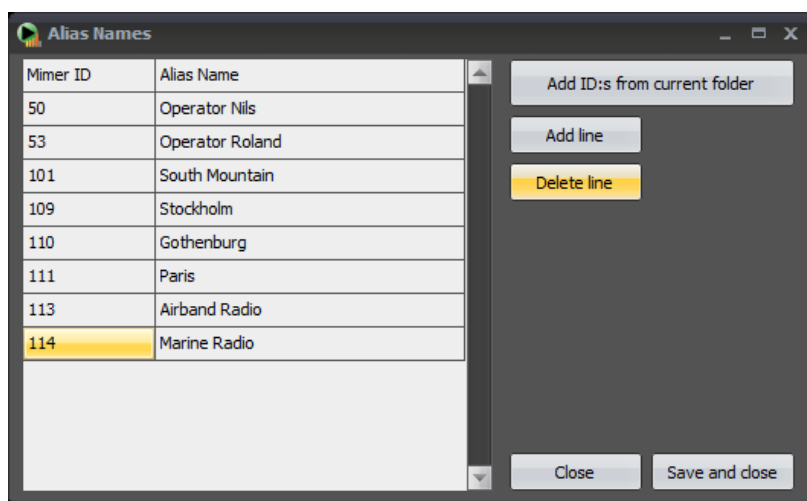 Alias Names
Mimer ID Alias Name
50 Operator Nils
53 Operator Roland
101 South Mountain
109 Stockholm
110 Gothenburg
111 Paris
113 Airband Radio
114 Marine Radio
Add ID:s from current folder
Add line
Delete line
Close
Save and close